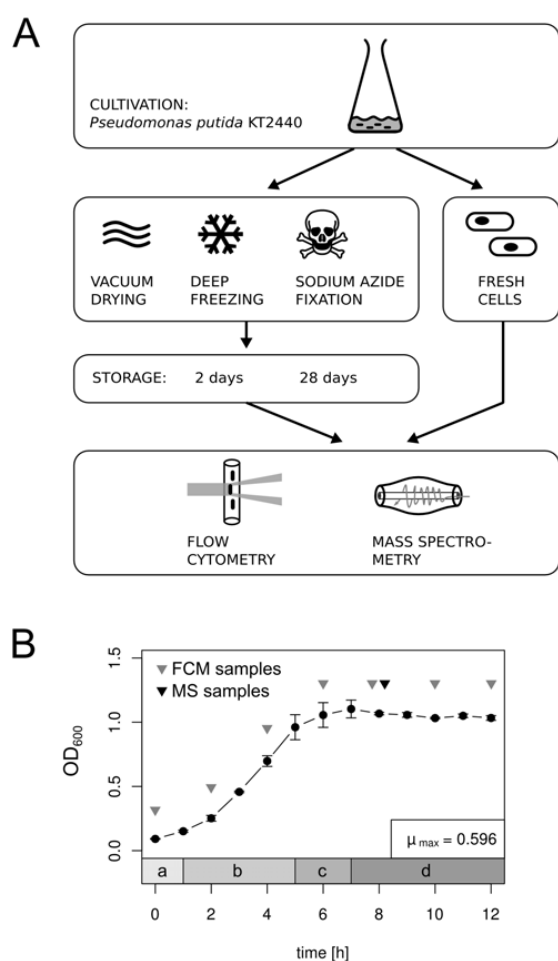 A
CULTIVATION:
Pseudomonas putida KT2440
VACUUM
DRYING
DEEP
FREEZING
SODIUM AZIDE
FIXATION
FRESH
CELLS
STORAGE: 2 days 28 days
FLOW
CYTOMETRY
MASS SPECTRO-
METRY
B
FCM samples
MS samples
OD600
1.5
1.0
0.5
0.0
μ max = 0.596
a b c d
0 2 4 6 8 10 12
time [h]